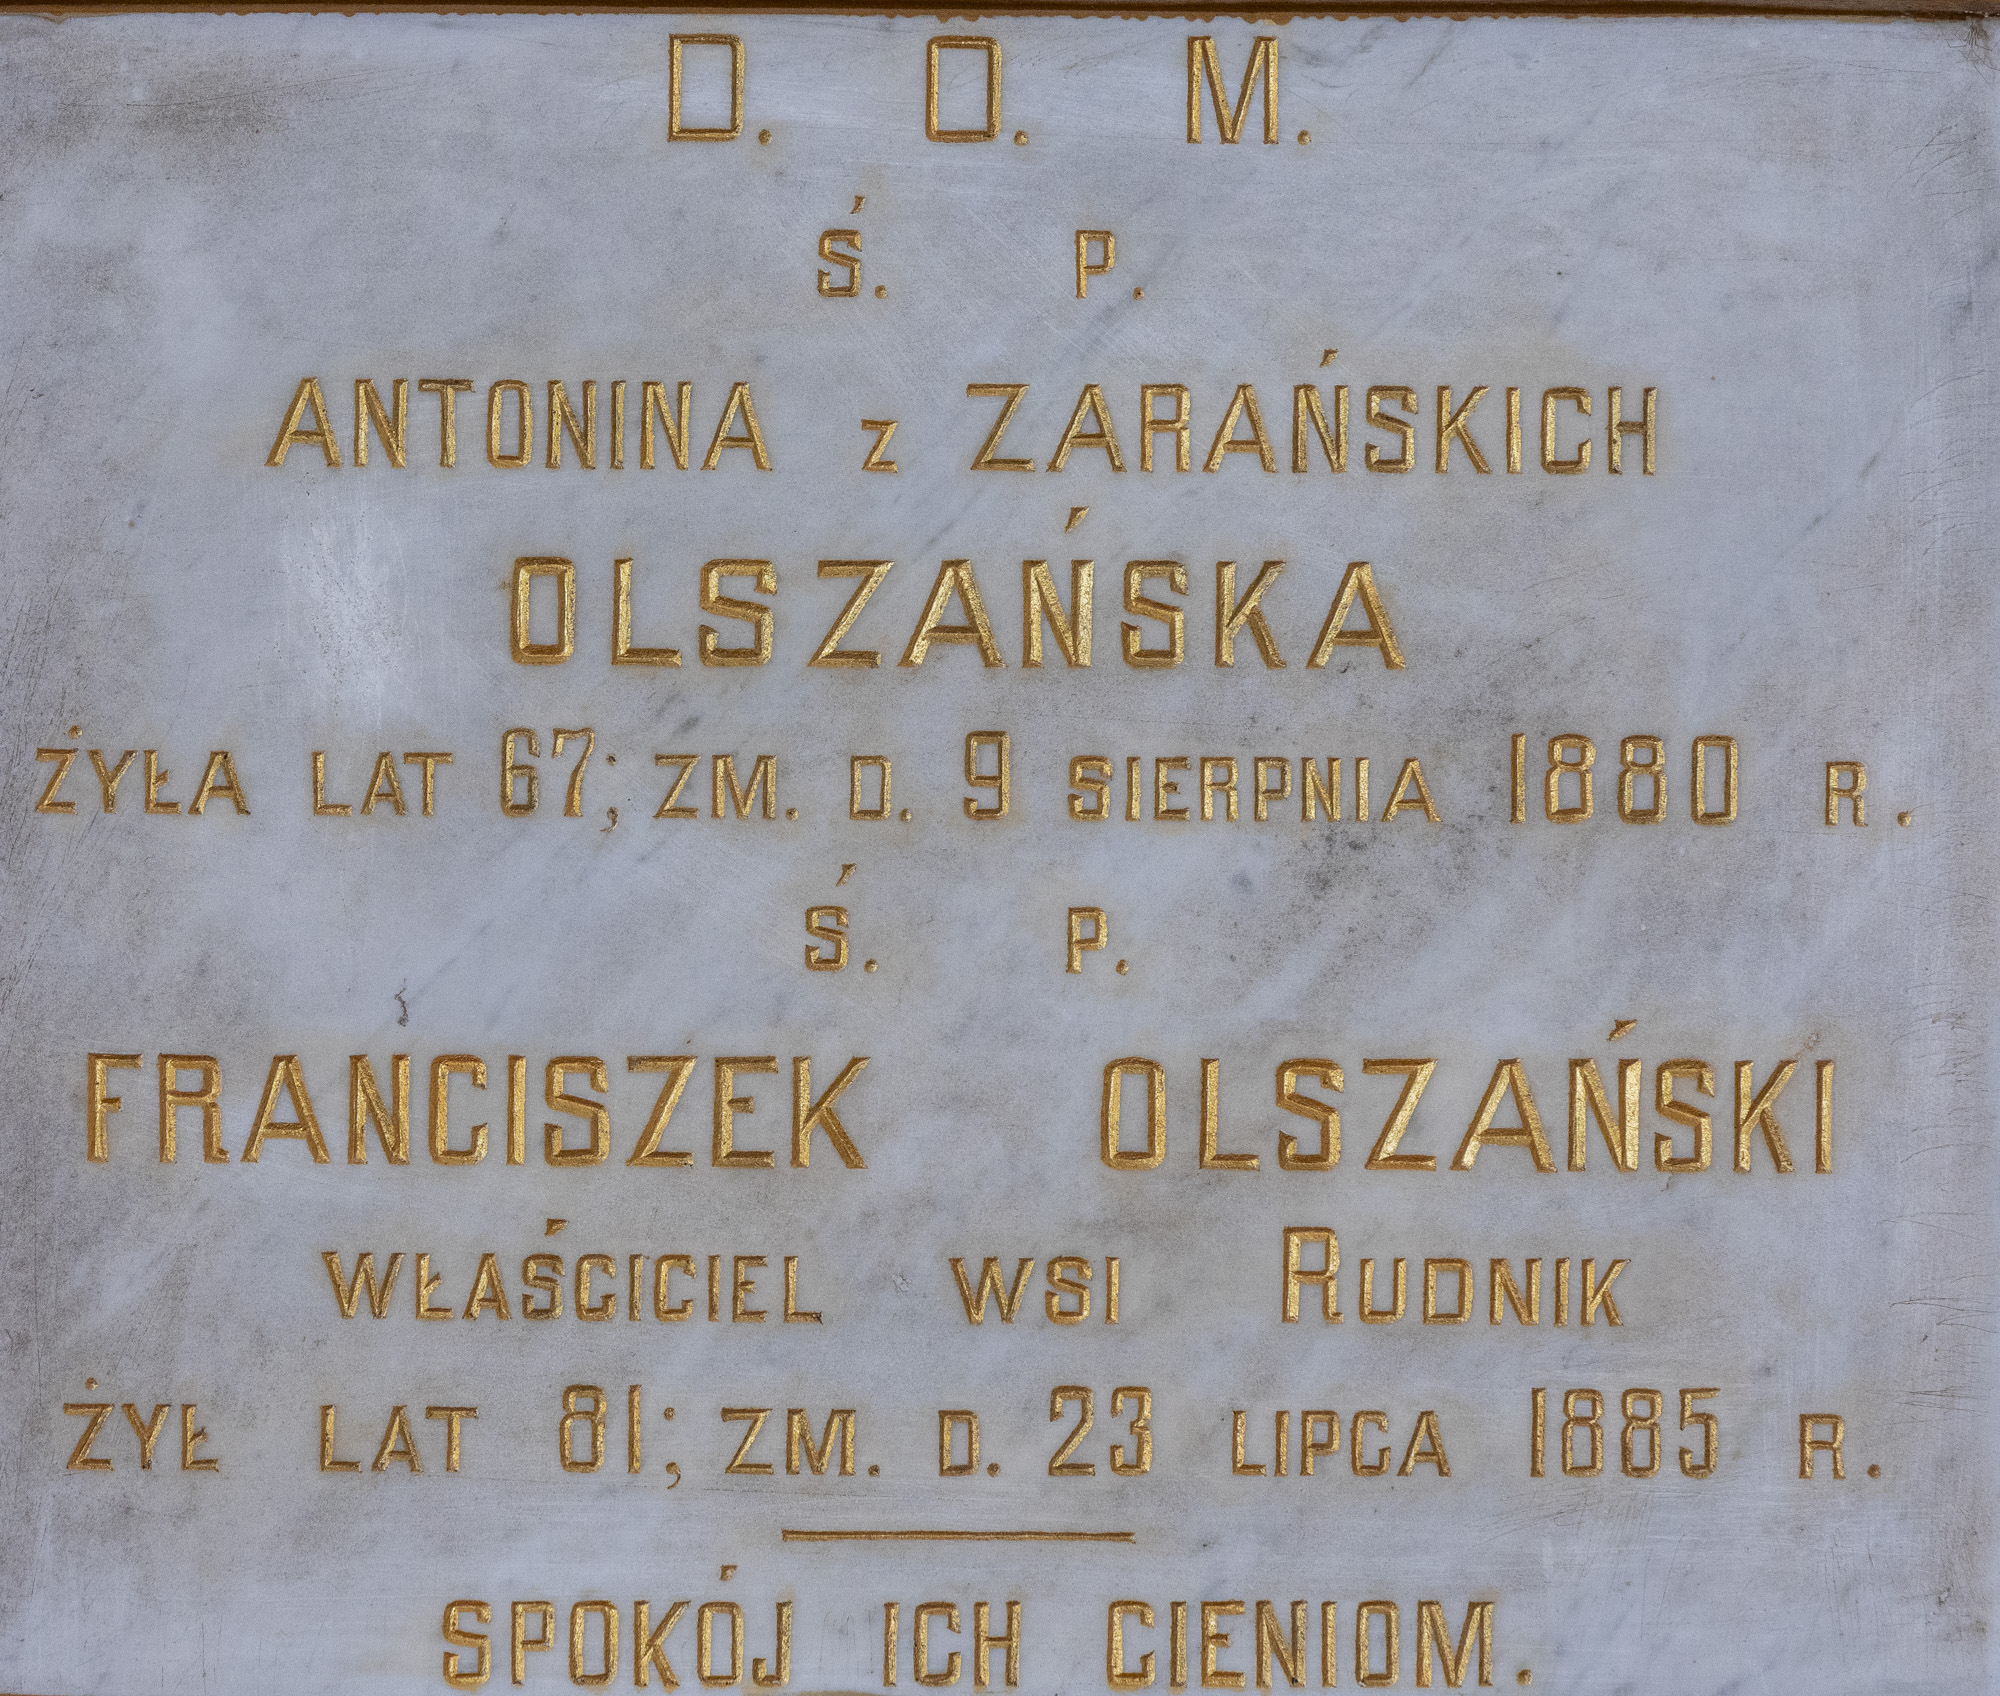 D. O. M.
Ś. P.
ANTONINA z ZARAŃSKICH
OLSZAŃSKA
ŻYŁA LAT 67; ZM. D. 9 SIERPNIA 1880 R.
Ś. P.
FRANCISZEK OLSZAŃSKI
WŁAŚCICIEL WSI RUDNIK
ŻYŁ LAT 81; ZM. D. 23 LIPCA 1885 R.
SPOKÓJ ICH CIENIOM.